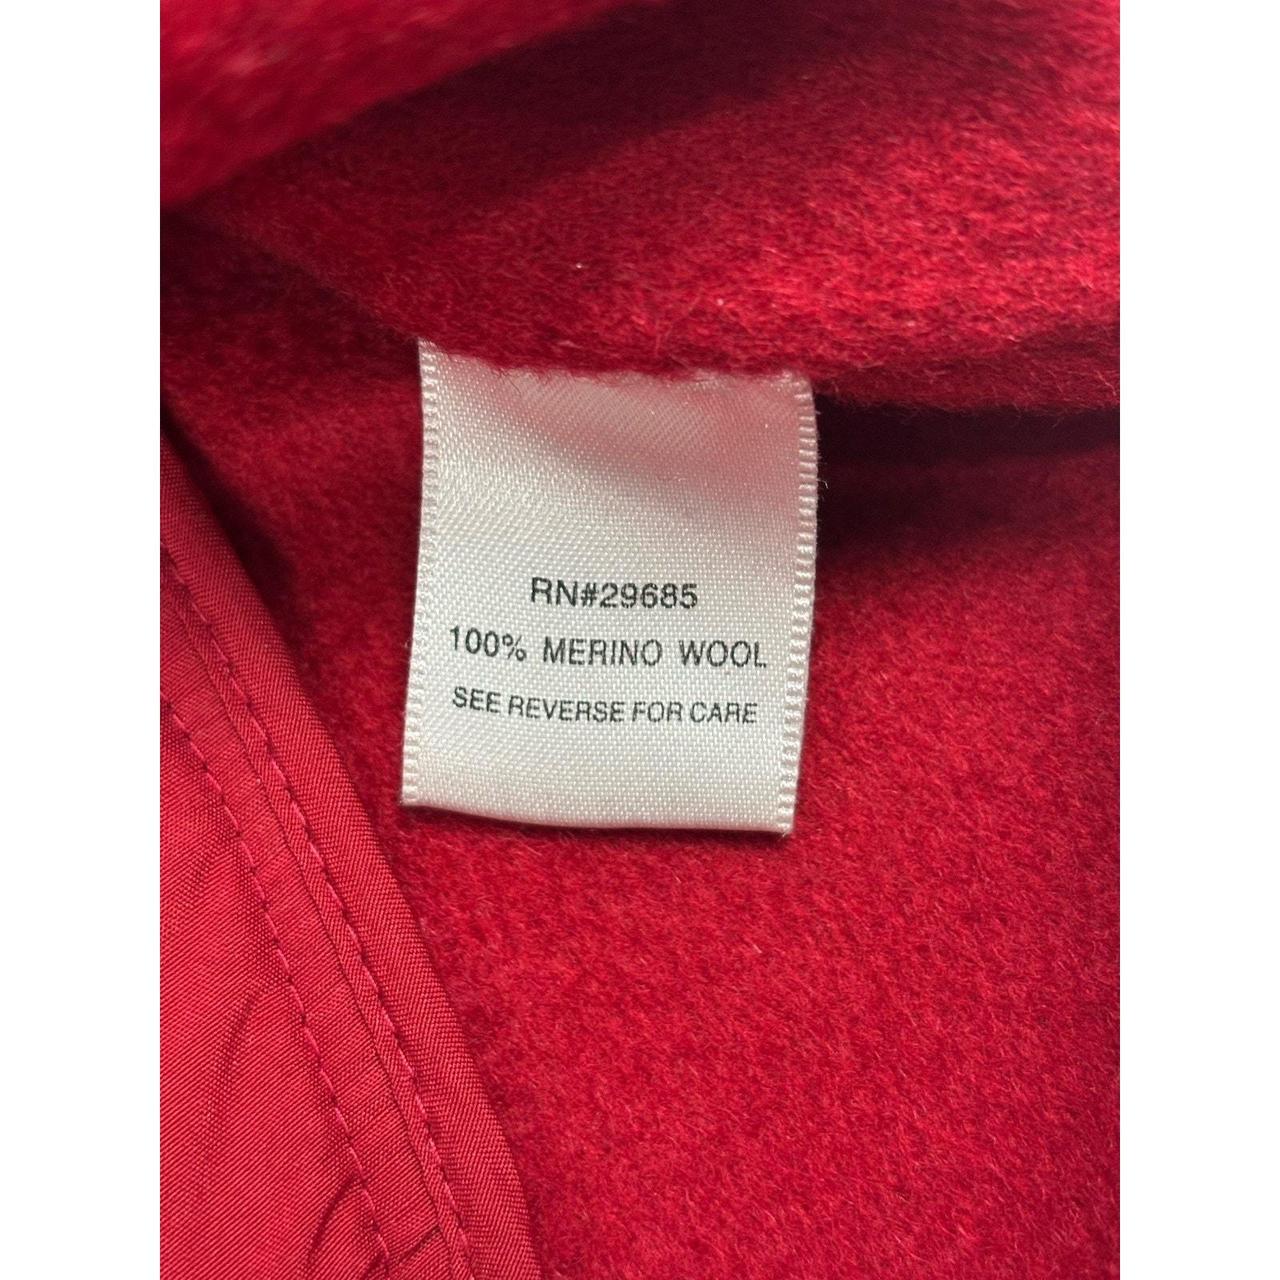 RN#29685
100% MERINO WOOL
SEE REVERSE FOR CARE